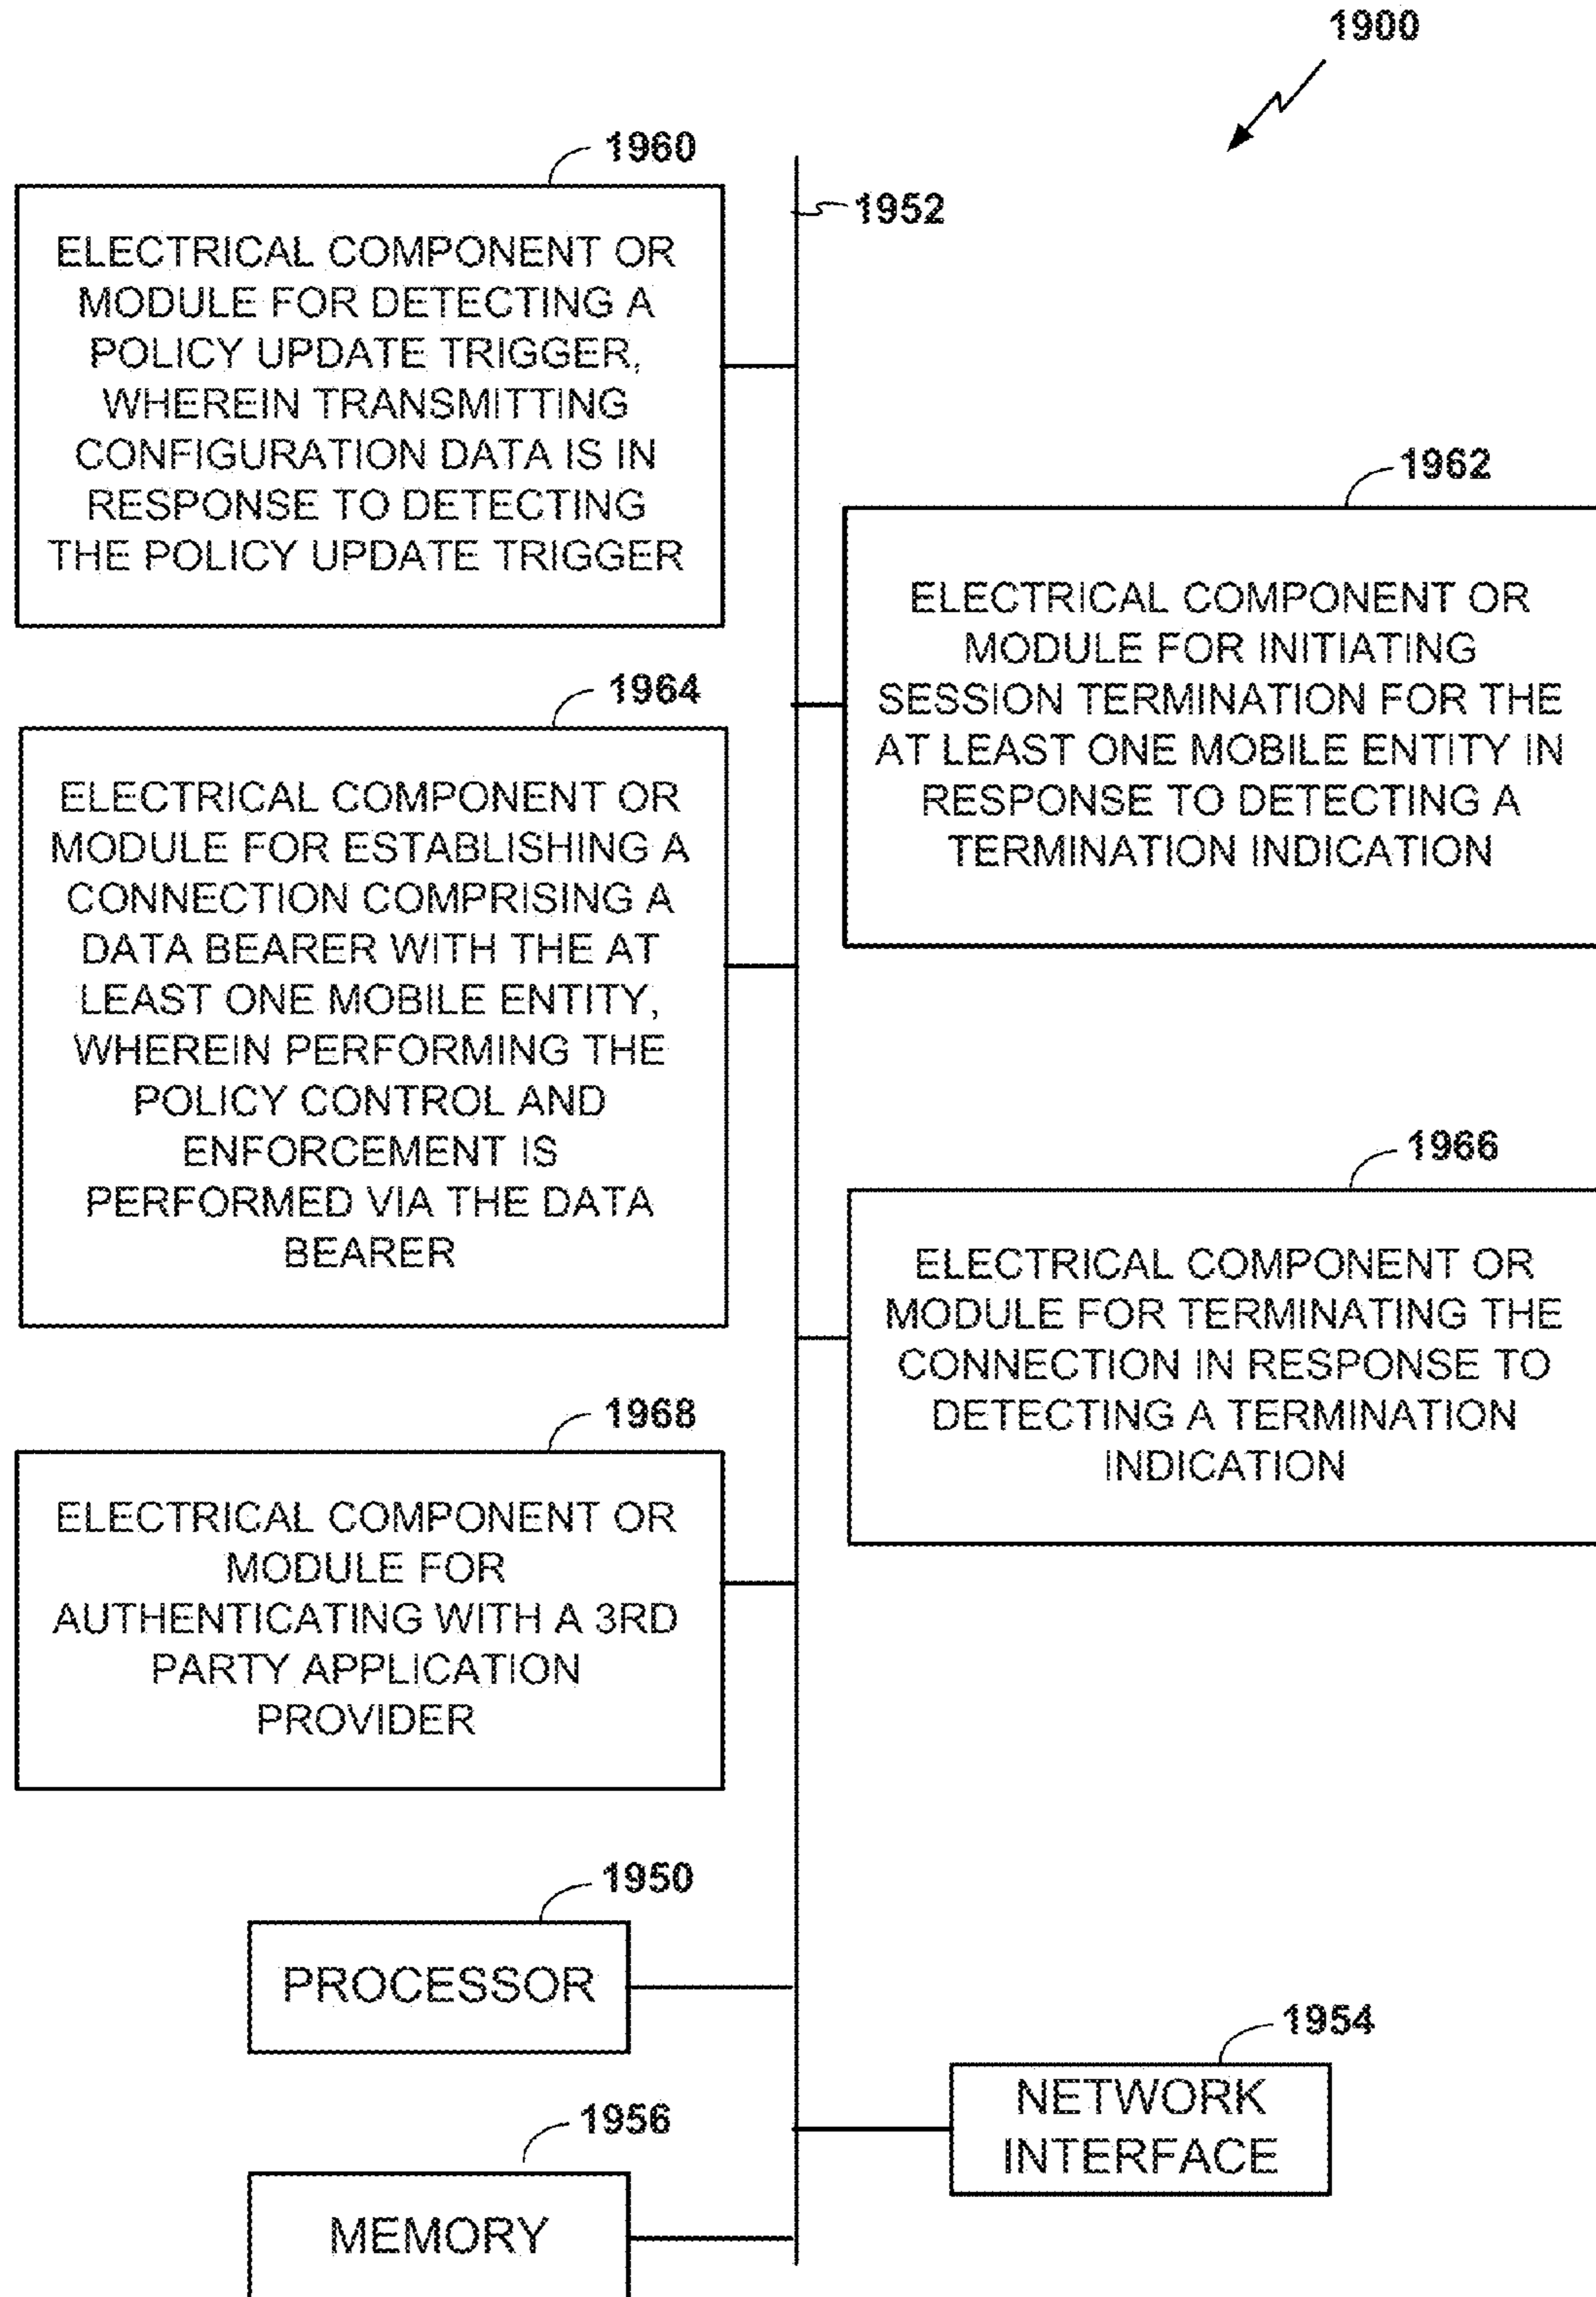 1900
1960
1952
ELECTRICAL COMPONENT OR
MODULE FOR DETECTING A
POLICY UPDATE TRIGGER,
WHEREIN TRANSMITTING
CONFIGURATION DATA IS IN
RESPONSE TO DETECTING
THE POLICY UPDATE TRIGGER
1962
ELECTRICAL COMPONENT OR
MODULE FOR INITIATING
SESSION TERMINATION FOR THE
AT LEAST ONE MOBILE ENTITY IN
RESPONSE TO DETECTING A
TERMINATION INDICATION
1964
ELECTRICAL COMPONENT OR
MODULE FOR ESTABLISHING A
CONNECTION COMPRISING A
DATA BEARER WITH THE AT
LEAST ONE MOBILE ENTITY,
WHEREIN PERFORMING THE
POLICY CONTROL AND
ENFORCEMENT IS
PERFORMED VIA THE DATA
BEARER
1966
ELECTRICAL COMPONENT OR
MODULE FOR TERMINATING THE
CONNECTION IN RESPONSE TO
DETECTING A TERMINATION
INDICATION
1968
ELECTRICAL COMPONENT OR
MODULE FOR
AUTHENTICATING WITH A 3RD
PARTY APPLICATION
PROVIDER
1950
PROCESSOR
1954
NETWORK
INTERFACE
1956
MEMORY